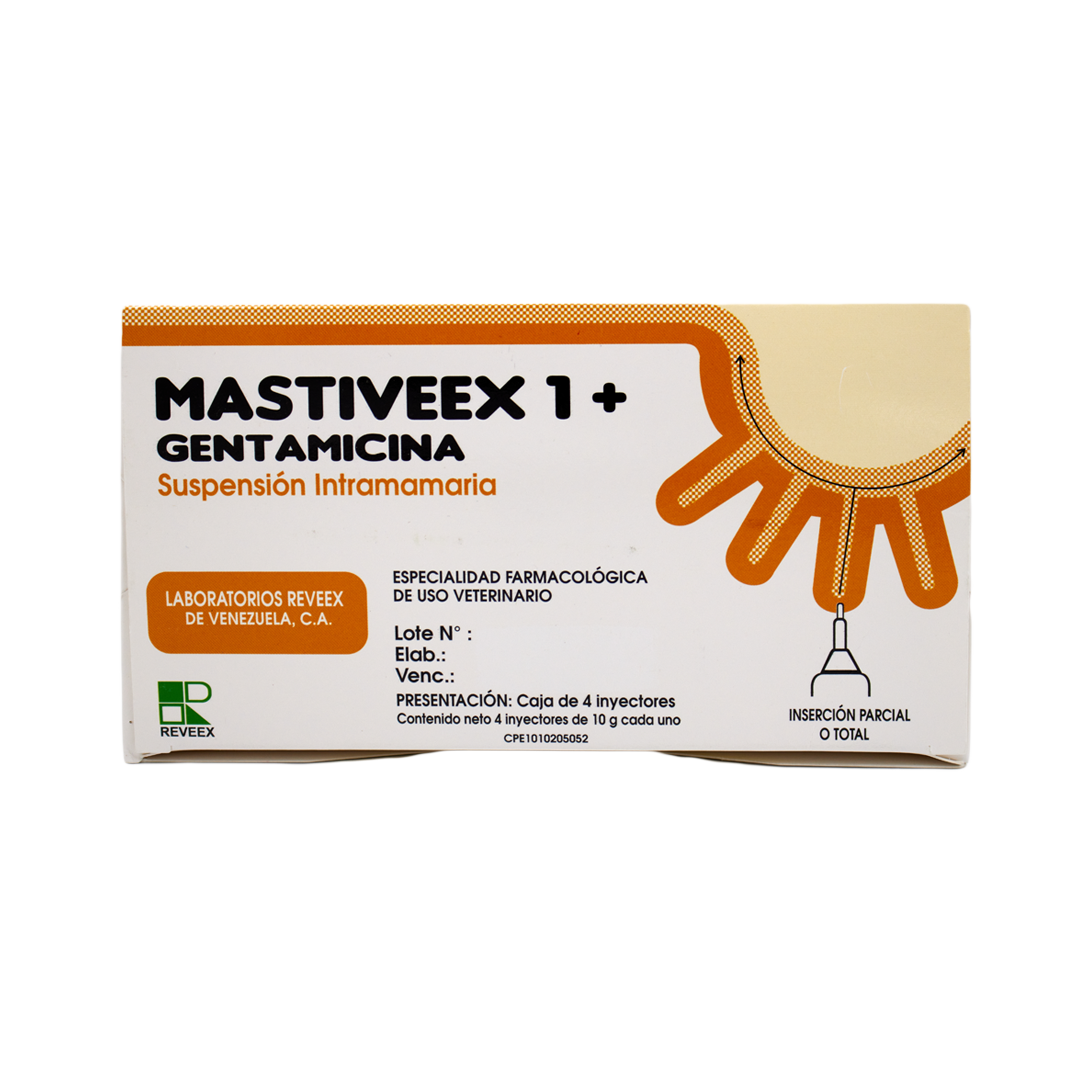 MASTIVEEX 1 +
GENTAMICINA
Suspensión Intramamaria
LABORATORIOS REVEEX
DE VENEZUELA, C.A.
ESPECIALIDAD FARMACOLÓGICA
DE USO VETERINARIO
Lote N° :
Elab.:
Venc.:
PRESENTACIÓN: Caja de 4 inyectores
Contenido neto 4 inyectores de 10 g cada uno
CPE1010205052
REVEEX
INSERCIÓN PARCIAL
O TOTAL